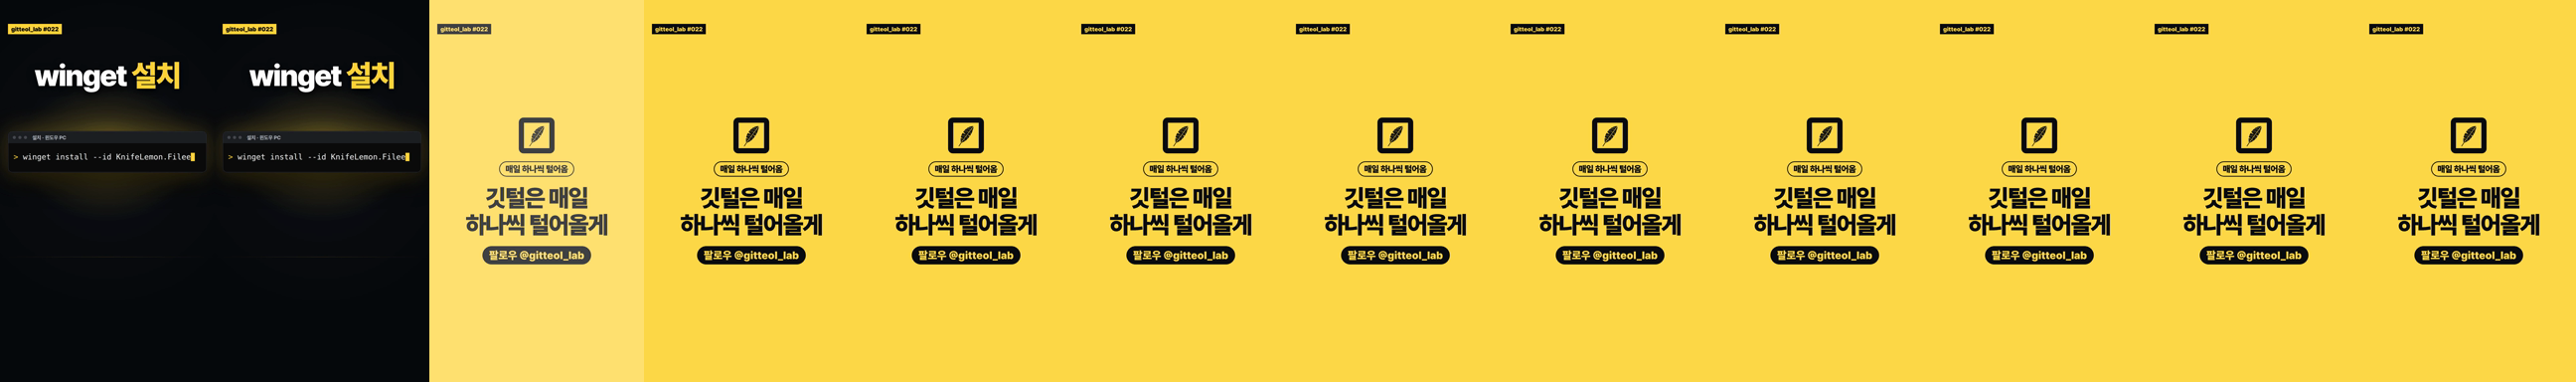 gitteol_lab #022
winget 설치
설치 · 윈도우 PC
> winget install --id KnifeLemon.Filee
gitteol_lab #022
winget 설치
설치 · 윈도우 PC
> winget install --id KnifeLemon.Filee
gitteol_lab #022
매일 하나씩 털어옴
깃털은 매일
하나씩 털어올게
팔로우 @gitteol_lab
gitteol_lab #022
매일 하나씩 털어옴
깃털은 매일
하나씩 털어올게
팔로우 @gitteol_lab
gitteol_lab #022
매일 하나씩 털어옴
깃털은 매일
하나씩 털어올게
팔로우 @gitteol_lab
gitteol_lab #022
매일 하나씩 털어옴
깃털은 매일
하나씩 털어올게
팔로우 @gitteol_lab
gitteol_lab #022
매일 하나씩 털어옴
깃털은 매일
하나씩 털어올게
팔로우 @gitteol_lab
gitteol_lab #022
매일 하나씩 털어옴
깃털은 매일
하나씩 털어올게
팔로우 @gitteol_lab
gitteol_lab #022
매일 하나씩 털어옴
깃털은 매일
하나씩 털어올게
팔로우 @gitteol_lab
gitteol_lab #022
매일 하나씩 털어옴
깃털은 매일
하나씩 털어올게
팔로우 @gitteol_lab
gitteol_lab #022
매일 하나씩 털어옴
깃털은 매일
하나씩 털어올게
팔로우 @gitteol_lab
gitteol_lab #022
매일 하나씩 털어옴
깃털은 매일
하나씩 털어올게
팔로우 @gitteol_lab